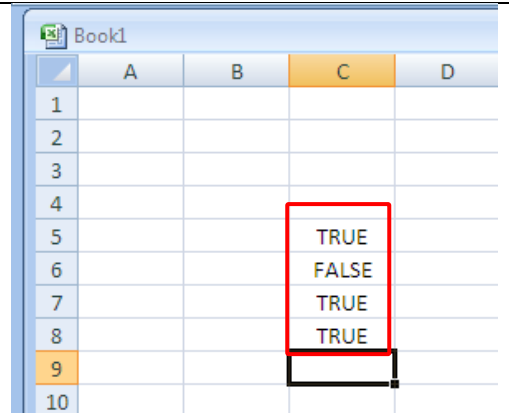 Book1
A B C D
1
2
3
4
5 TRUE
6 FALSE
7 TRUE
8 TRUE
9
10